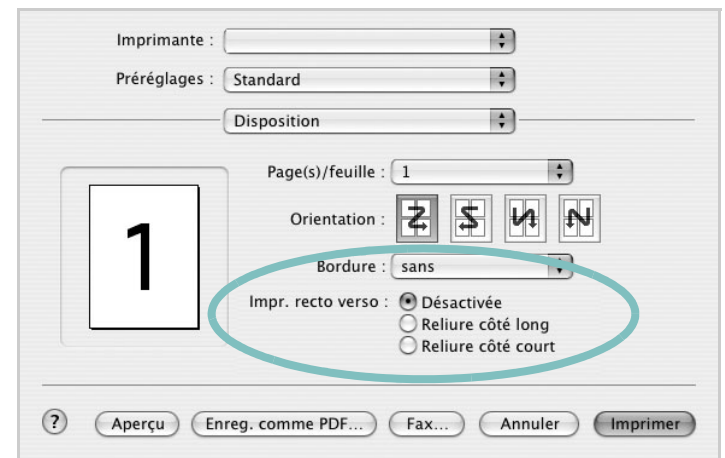 Imprimante :
Préréglages : Standard
Disposition
Page(s)/feuille : 1
1
Orientation :
Bordure : sans
Impr. recto verso : Désactivée
Reliure côté long
Reliure côté court
? Aperçu Enreg. comme PDF... Fax... Annuler Imprimer